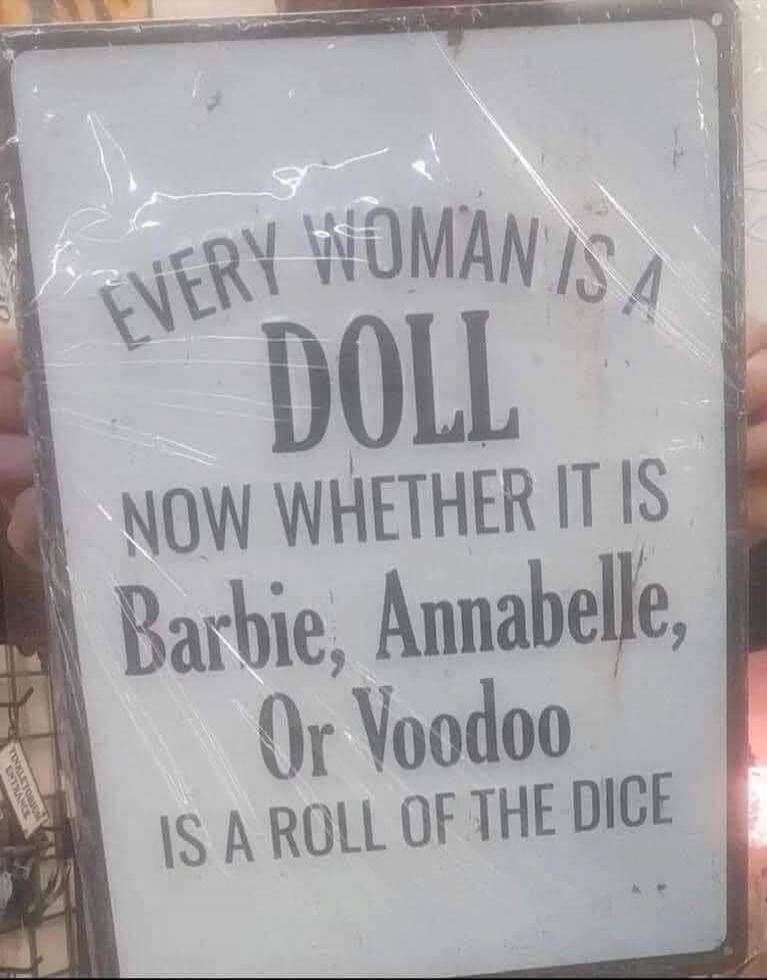 EVERY WOMAN IS A
DOLL
NOW WHETHER IT IS
Barbie, Annabelle,
Or Voodoo
IS A ROLL OF THE DICE